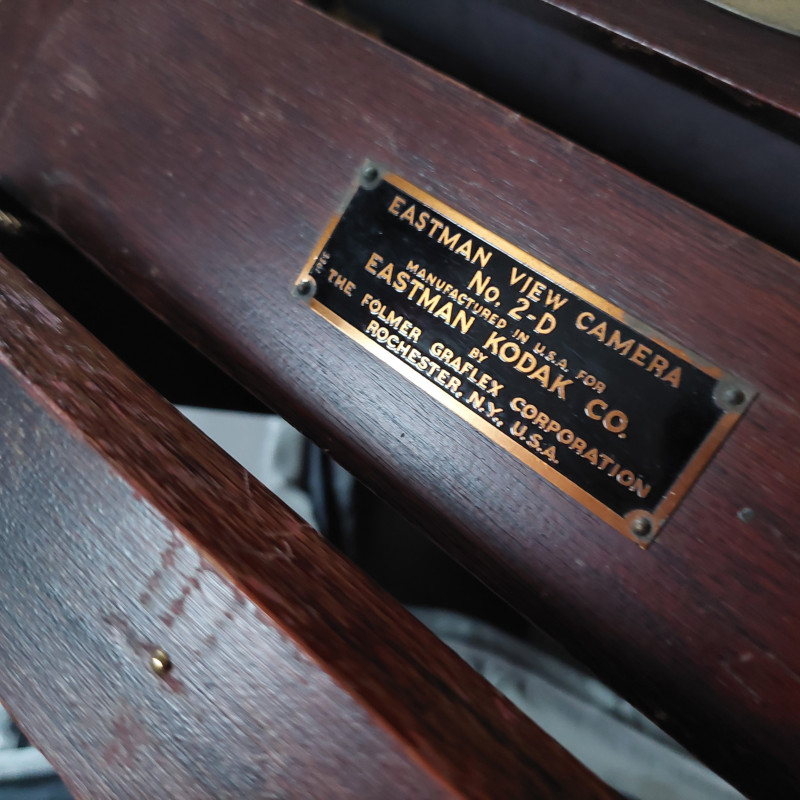 EASTMAN VIEW CAMERA
No. 2-D
MANUFACTURED IN U.S.A. FOR
EASTMAN KODAK CO.
BY
THE FOLMER GRAFLEX CORPORATION
ROCHESTER, N.Y., U.S.A.